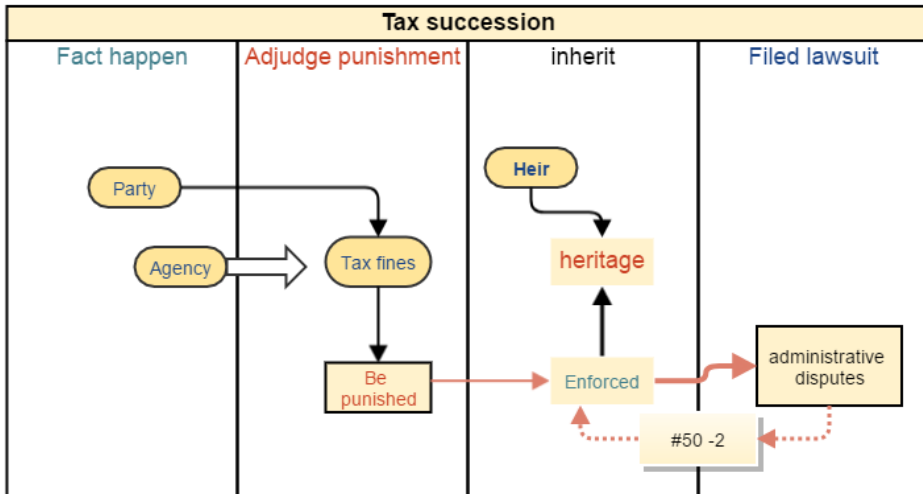 Tax succession
Fact happen
Adjudge punishment
inherit
Filed lawsuit
Party
Heir
Agency
Tax fines
heritage
Be
punished
Enforced
administrative
disputes
#50 -2